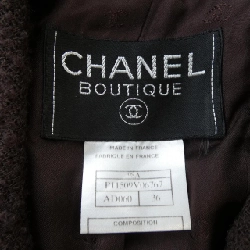 CHANEL
BOUTIQUE
MADE IN FRANCE
FABRIQUE EN FRANCE
36
COMPOSITION